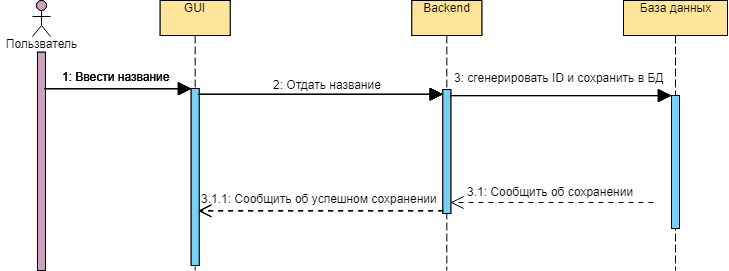 GUI
Backend
База данных
Пользватель
1: Ввести название
2: Отдать название
3: сгенерировать ID и сохранить в БД
3.1.1: Сообщить об успешном сохранении
3.1: Сообщить об сохранении